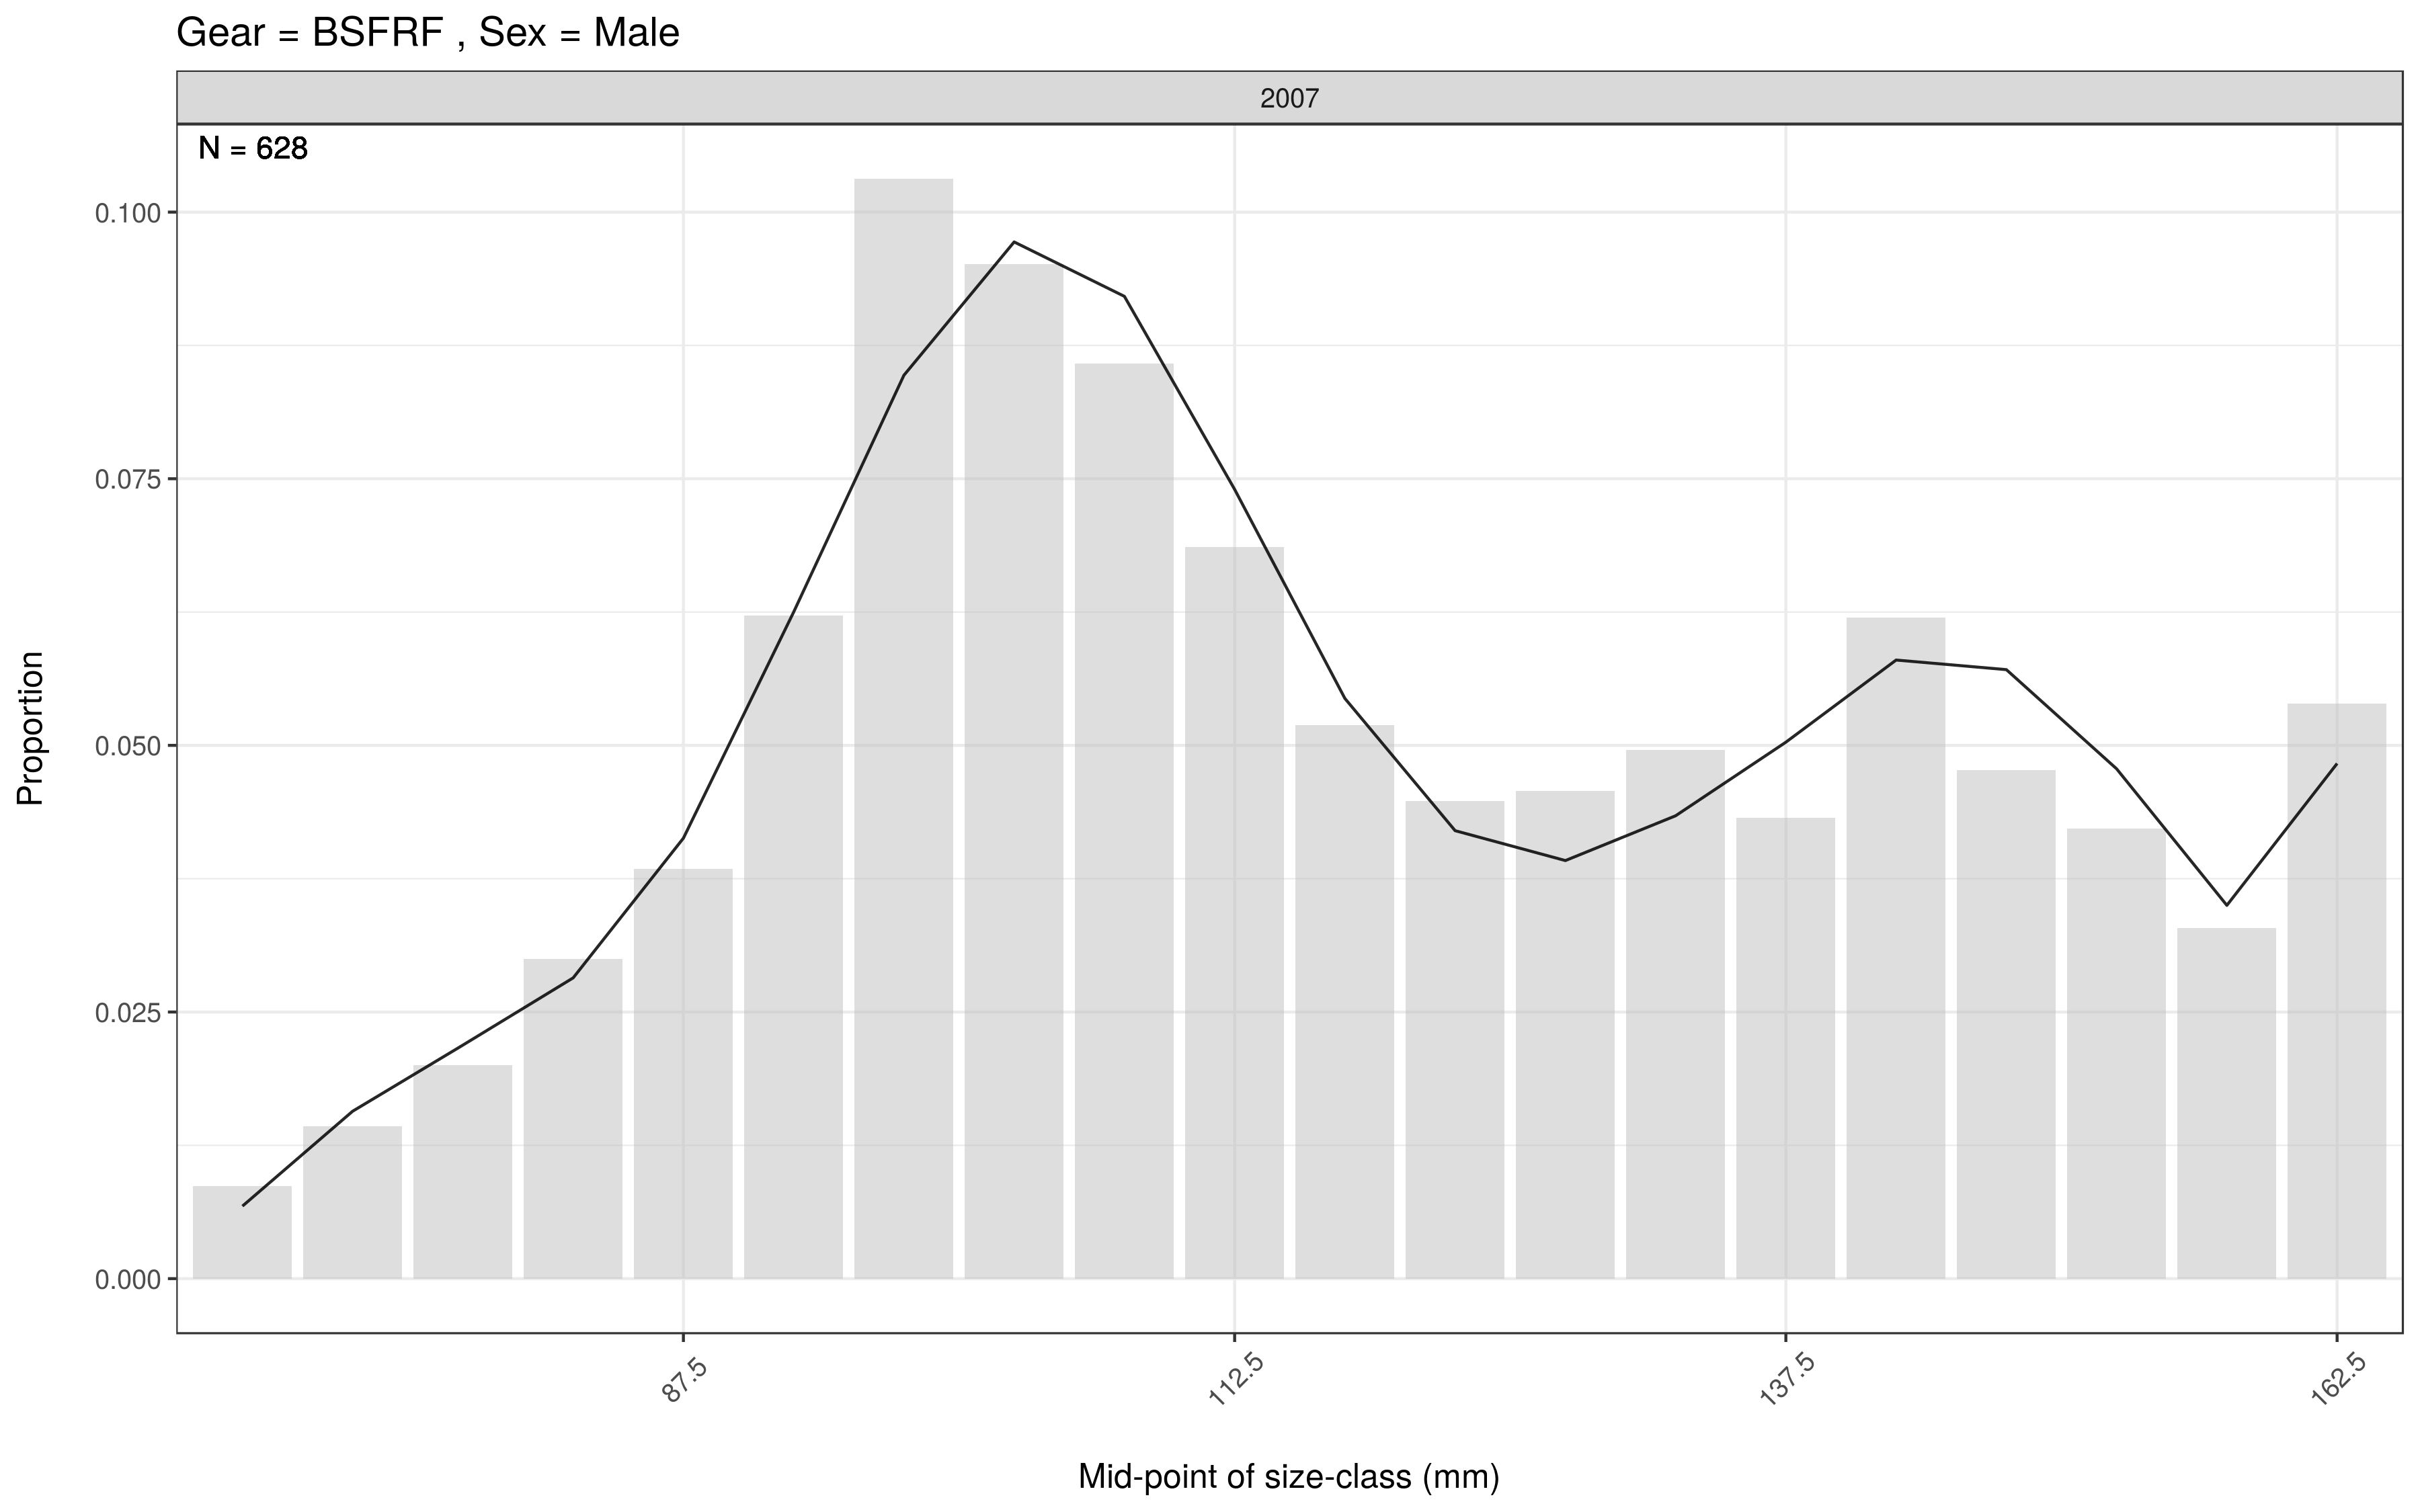 Gear = BSFRF , Sex = Male
2007
N = 628
0.100
0.075
0.050
0.025
0.000
Proportion
87.5
112.5
137.5
162.5
Mid-point of size-class (mm)